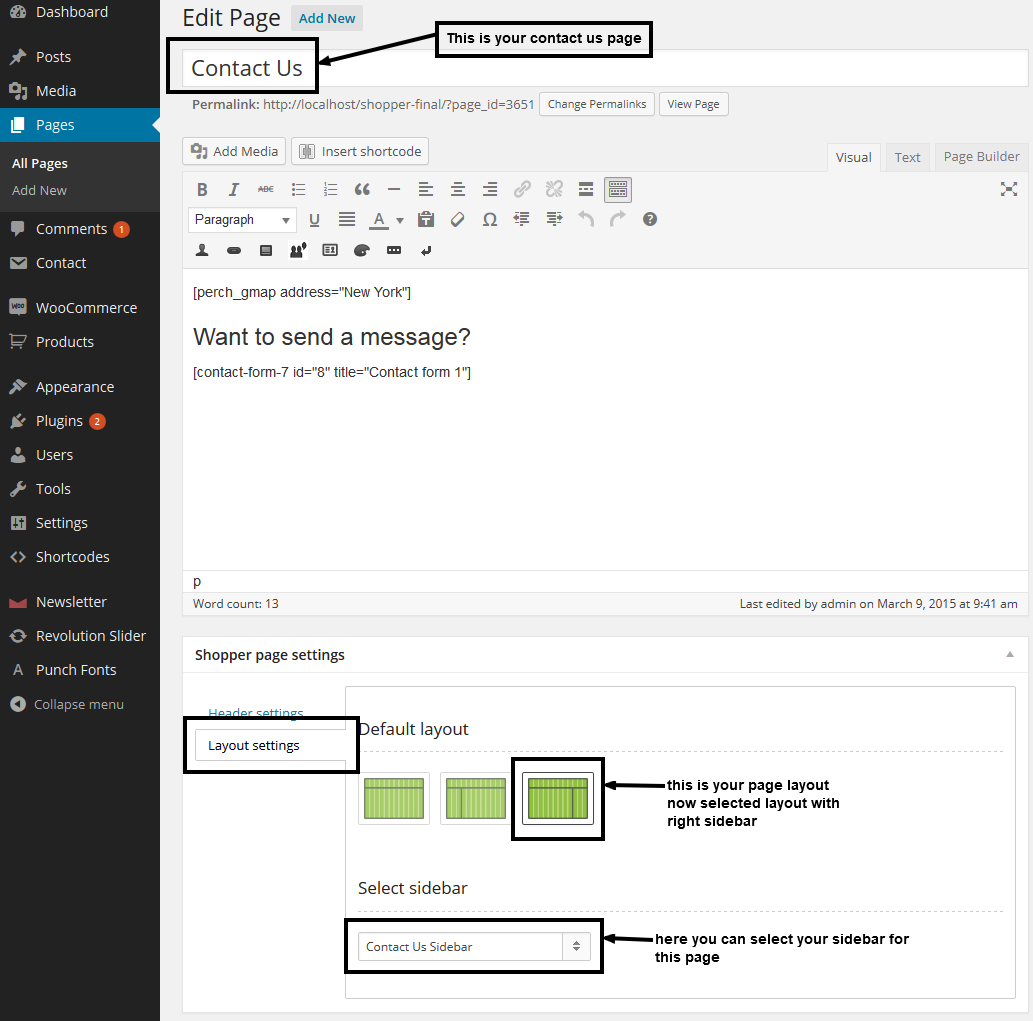 Dashboard
Posts
Media
Pages
All Pages
Add New
Comments 1
Contact
WOO WooCommerce
Products
Appearance
Plugins 2
Users
Tools
Settings
Shortcodes
Newsletter
Revolution Slider
A Punch Fonts
Collapse menu
Edit Page Add New
This is your contact us page
Contact Us
Permalink: http://localhost/shopper-final/?page_id=3651 Change Permalinks View Page
Add Media Insert shortcode
Visual Text Page Builder
B I ABC
Paragraph U A Ω ?
[perch_gmap address="New York"]
Want to send a message?
[contact-form-7 id="8" title="Contact form 1"]
p
Word count: 13 Last edited by admin on March 9, 2015 at 9:41 am
Shopper page settings
Header settings
Layout settings
Default layout
this is your page layout
now selected layout with
right sidebar
Select sidebar
Contact Us Sidebar
here you can select your sidebar for
this page